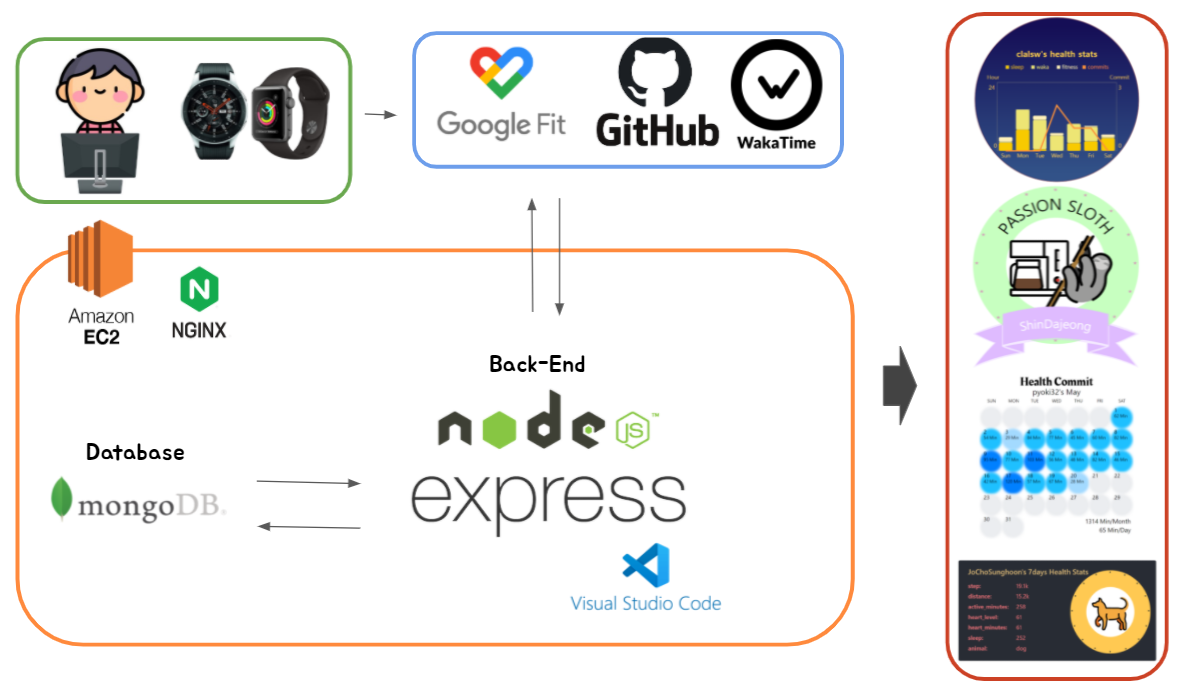 Google Fit
GitHub
WakaTime
Amazon
EC2
NGINX
Back-End
node
JS
TM
express
Database
mongoDB
Visual Studio Code
clalsw's health stats
sleep waka fitness commits
Hour
Commit
24
3
0
Sun Mon Tue Wed Thu Fri Sat
PASSION SLOTH
ShinDajeong
Health Commit
pyoki32's May
SUN MON TUE WED THU FRI SAT
23 24 25 26 27 28 29
30 31
1314 Min/Month
65 Min/Day
JoChoSunghoon's 7days Health Stats
step:
distance:
active_minutes: 258
heart_level: 61
heart_minutes: 61
sleep: 252
animal: dog